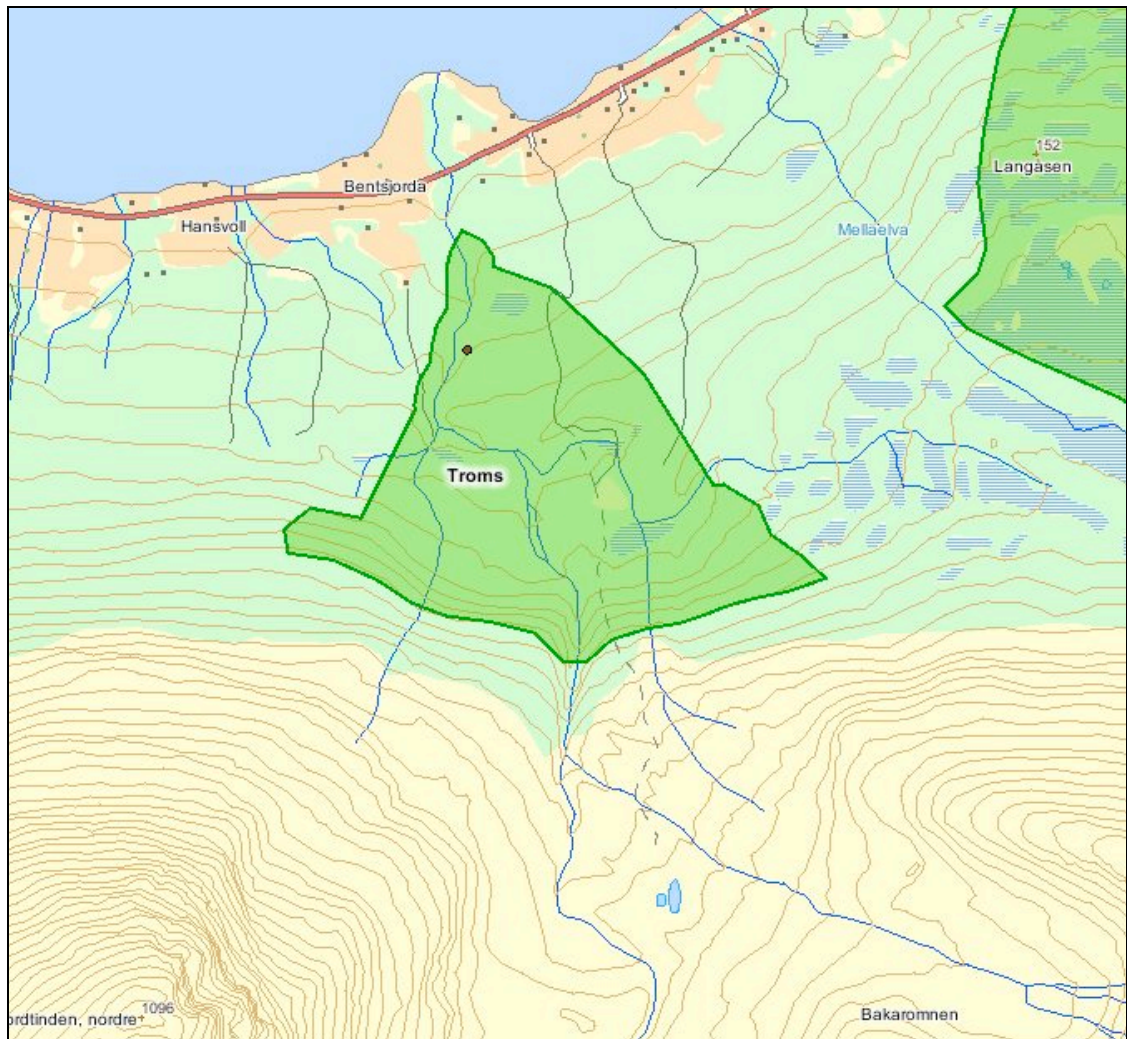 152
Langåsen
Bentsjorda
Hansvoll
Mellaelva
Troms
1096
ordtinden, nordre
Bakaromnen